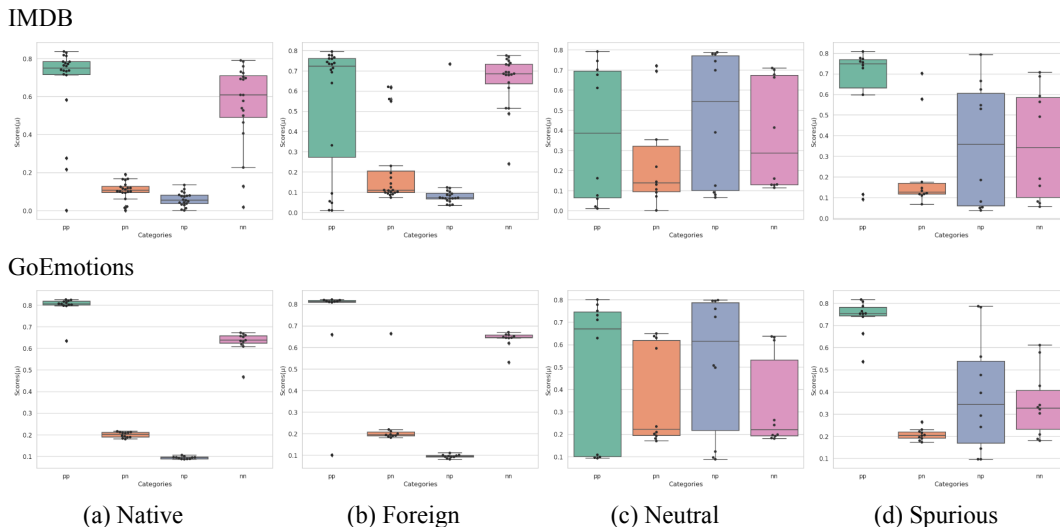 IMDB
0.8
0.6
0.4
0.2
0.0
Scores(μ)
pp pn np nn
Categories
0.8
0.7
0.6
0.5
0.4
0.3
0.2
0.1
0.0
Scores(μ)
pp pn np nn
Categories
0.8
0.7
0.6
0.5
0.4
0.3
0.2
0.1
0.0
Scores(μ)
pp pn np nn
Categories
0.8
0.7
0.6
0.5
0.4
0.3
0.2
0.1
0.0
Scores(μ)
pp pn np nn
Categories
GoEmotions
0.8
0.7
0.6
0.5
0.4
0.3
0.2
0.1
Scores(μ)
pp pn np nn
Categories
0.8
0.7
0.6
0.5
0.4
0.3
0.2
0.1
Scores(μ)
pp pn np nn
Categories
0.8
0.7
0.6
0.5
0.4
0.3
0.2
0.1
Scores(μ)
pp pn np nn
Categories
0.8
0.7
0.6
0.5
0.4
0.3
0.2
0.1
Scores(μ)
pp pn np nn
Categories
(a) Native (b) Foreign (c) Neutral (d) Spurious